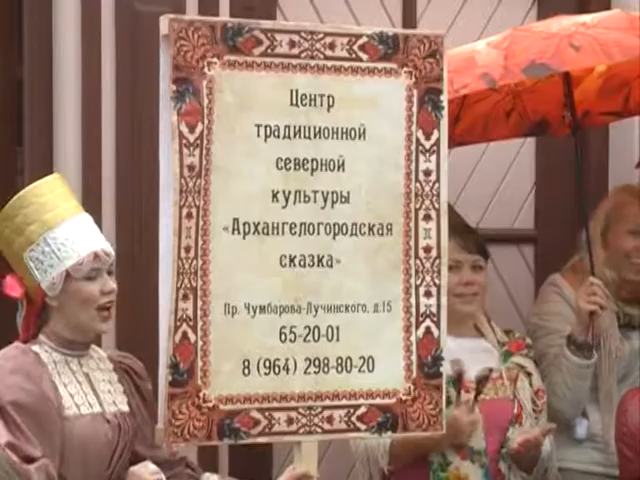 Центр
традиционной
северной
культуры
«Архангелогородская
сказка»
Пр. Чумбарова-Лучинского, д.15
65-20-01
8 (964) 298-80-20